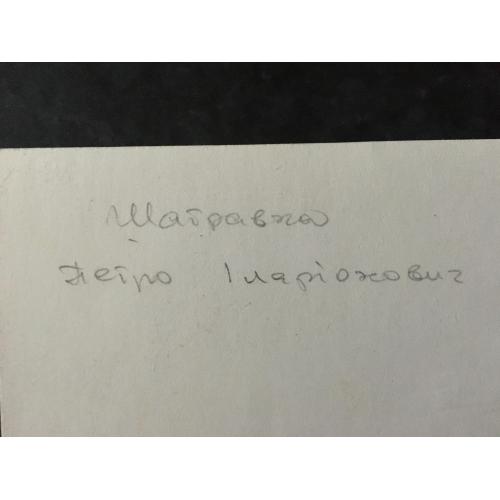 Шатравка
Петро Іларіонович